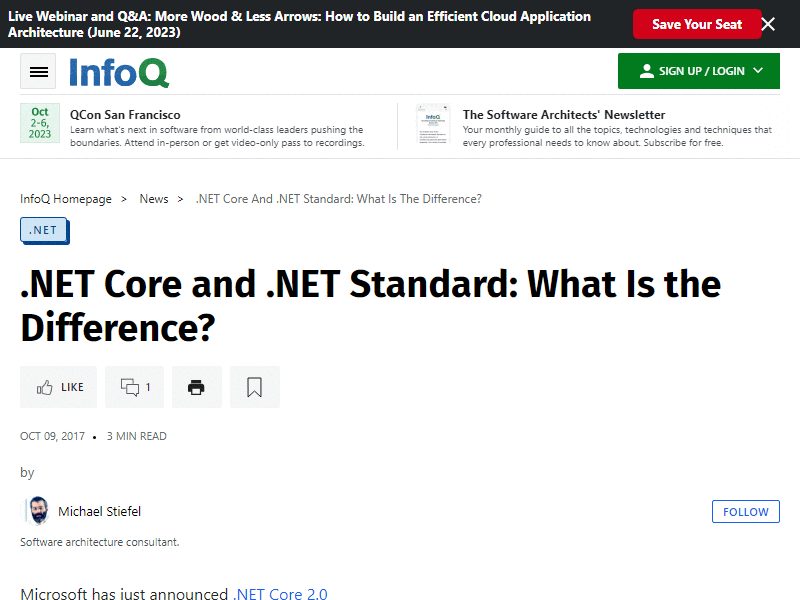 Live Webinar and Q&A: More Wood & Less Arrows: How to Build an Efficient Cloud Application
Architecture (June 22, 2023)
Save Your Seat
InfoQ
SIGN UP / LOGIN
Oct
2-6,
2023
QCon San Francisco
Learn what's next in software from world-class leaders pushing the
boundaries. Attend in-person or get video-only pass to recordings.
The Software Architects' Newsletter
Your monthly guide to all the topics, technologies and techniques that
every professional needs to know about. Subscribe for free.
InfoQ Homepage > News > .NET Core And .NET Standard: What Is The Difference?
.NET
.NET Core and .NET Standard: What Is the
Difference?
LIKE
1
OCT 09, 2017 • 3 MIN READ
by
Michael Stiefel
FOLLOW
Software architecture consultant.
Microsoft has just announced .NET Core 2.0